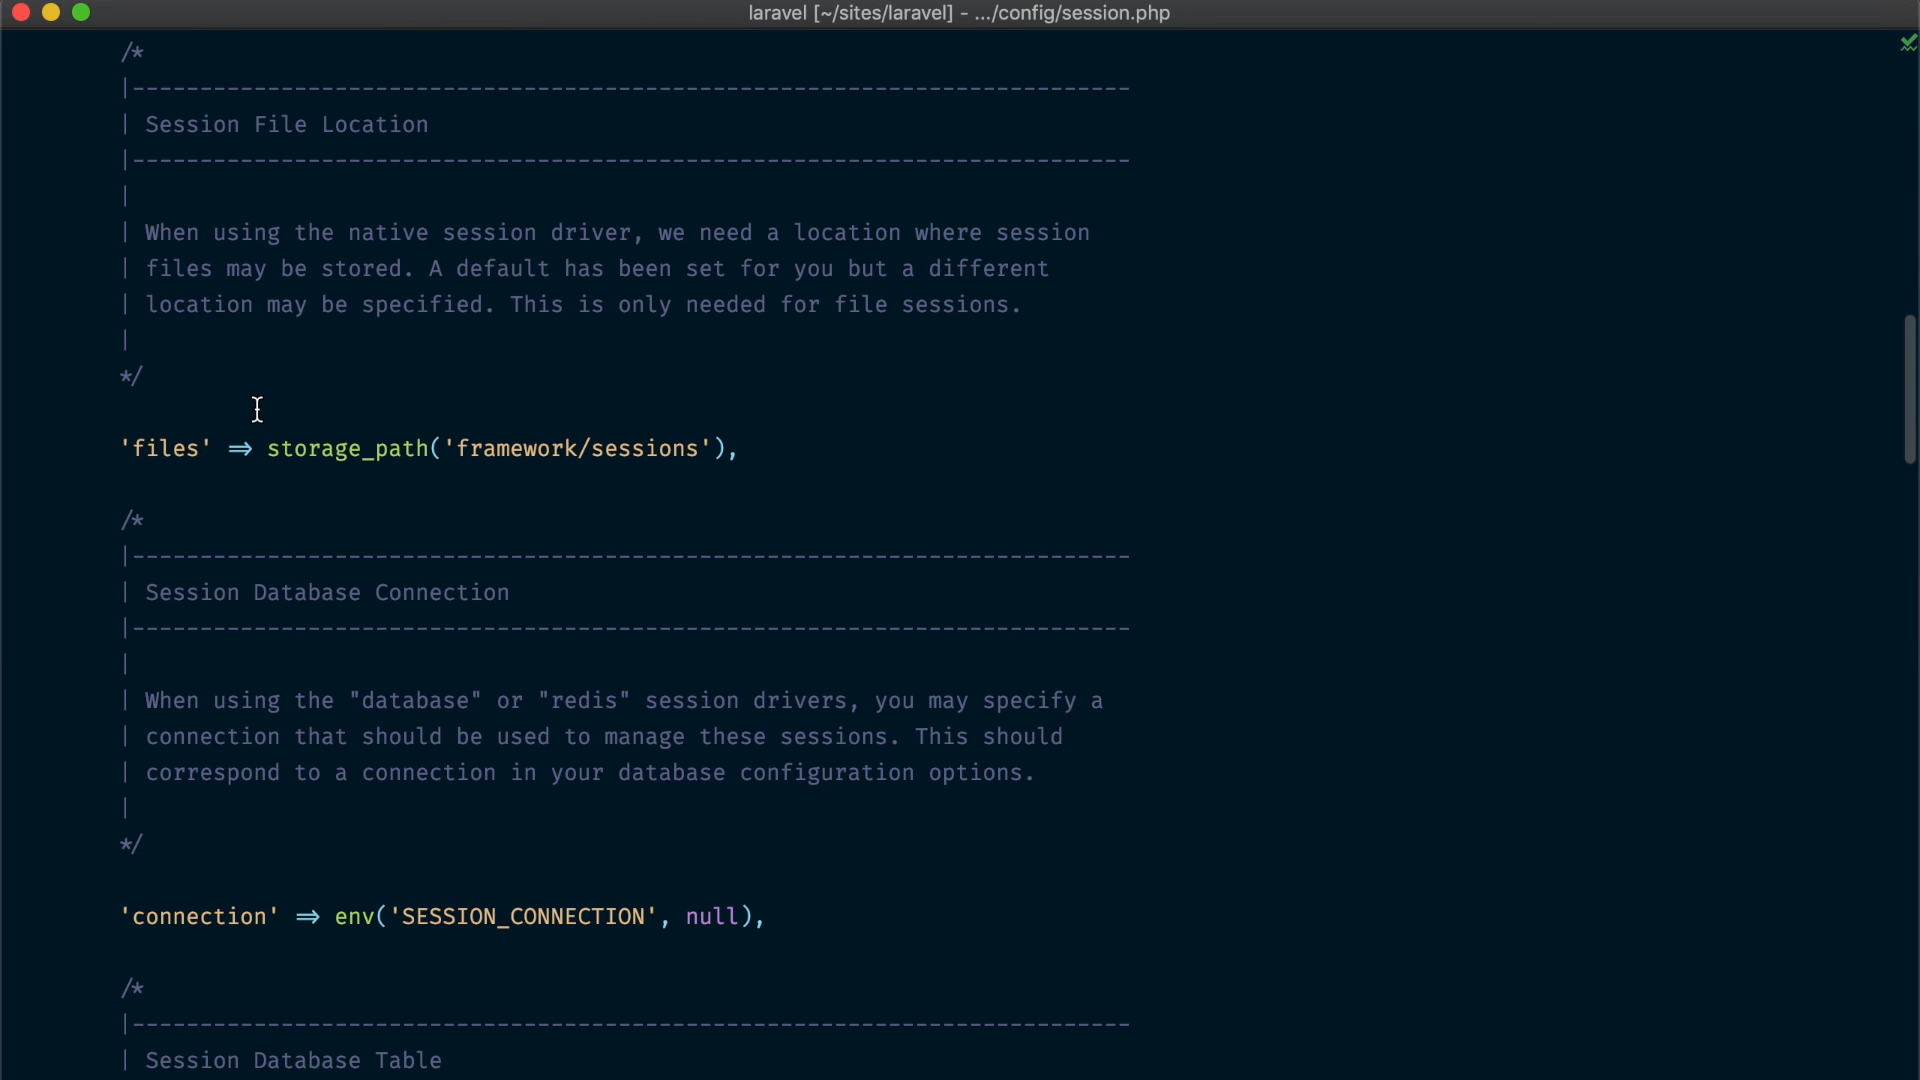 laravel [~/sites/laravel] - .../config/session.php
/*
|--------------------------------------------------------------------------
| Session File Location
|--------------------------------------------------------------------------
|
| When using the native session driver, we need a location where session
| files may be stored. A default has been set for you but a different
| location may be specified. This is only needed for file sessions.
|
*/
'files' => storage_path('framework/sessions'),
/*
|--------------------------------------------------------------------------
| Session Database Connection
|--------------------------------------------------------------------------
|
| When using the "database" or "redis" session drivers, you may specify a
| connection that should be used to manage these sessions. This should
| correspond to a connection in your database configuration options.
|
*/
'connection' => env('SESSION_CONNECTION', null),
/*
|--------------------------------------------------------------------------
| Session Database Table